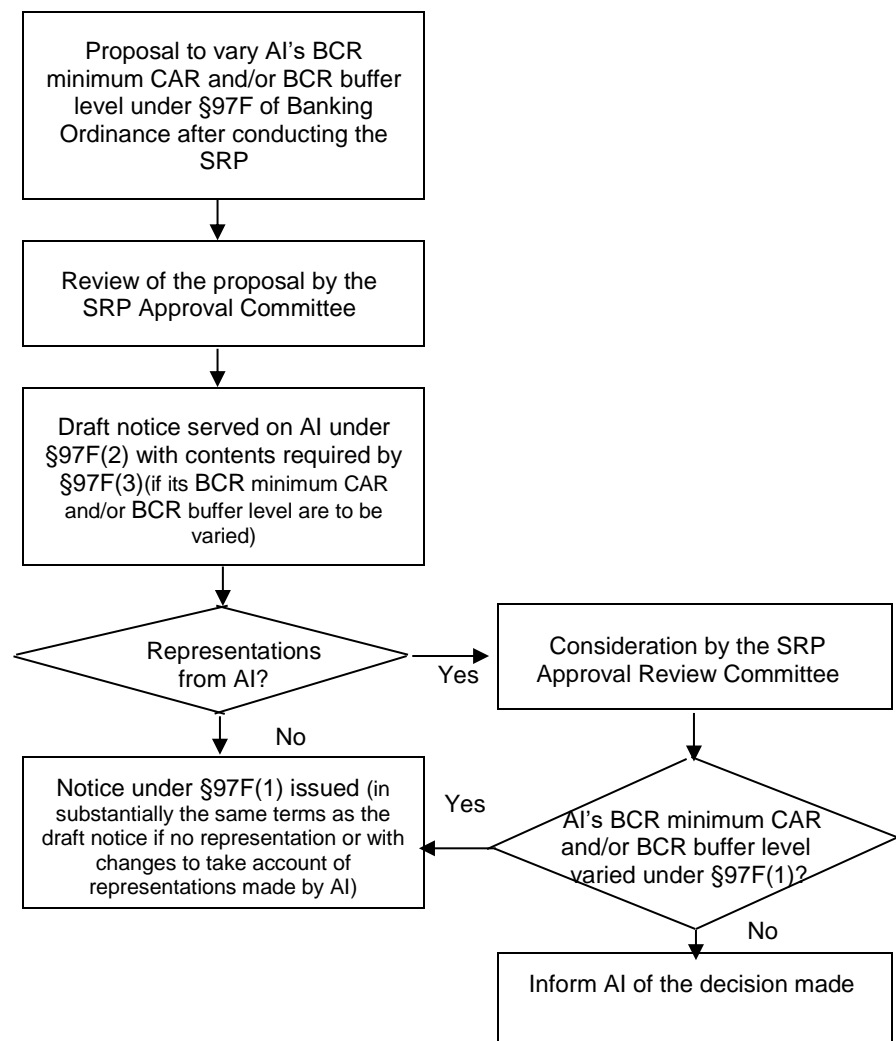 Proposal to vary AI's BCR
minimum CAR and/or BCR buffer
level under §97F of Banking
Ordinance after conducting the
SRP
Review of the proposal by the
SRP Approval Committee
Draft notice served on AI under
§97F(2) with contents required by
§97F(3)(if its BCR minimum CAR
and/or BCR buffer level are to be
varied)
Representations
from AI?
Yes
Consideration by the SRP
Approval Review Committee
No
Notice under §97F(1) issued (in
substantially the same terms as the
draft notice if no representation or with
changes to take account of
representations made by AI)
Yes
AI's BCR minimum CAR
and/or BCR buffer level
varied under §97F(1)?
No
Inform AI of the decision made